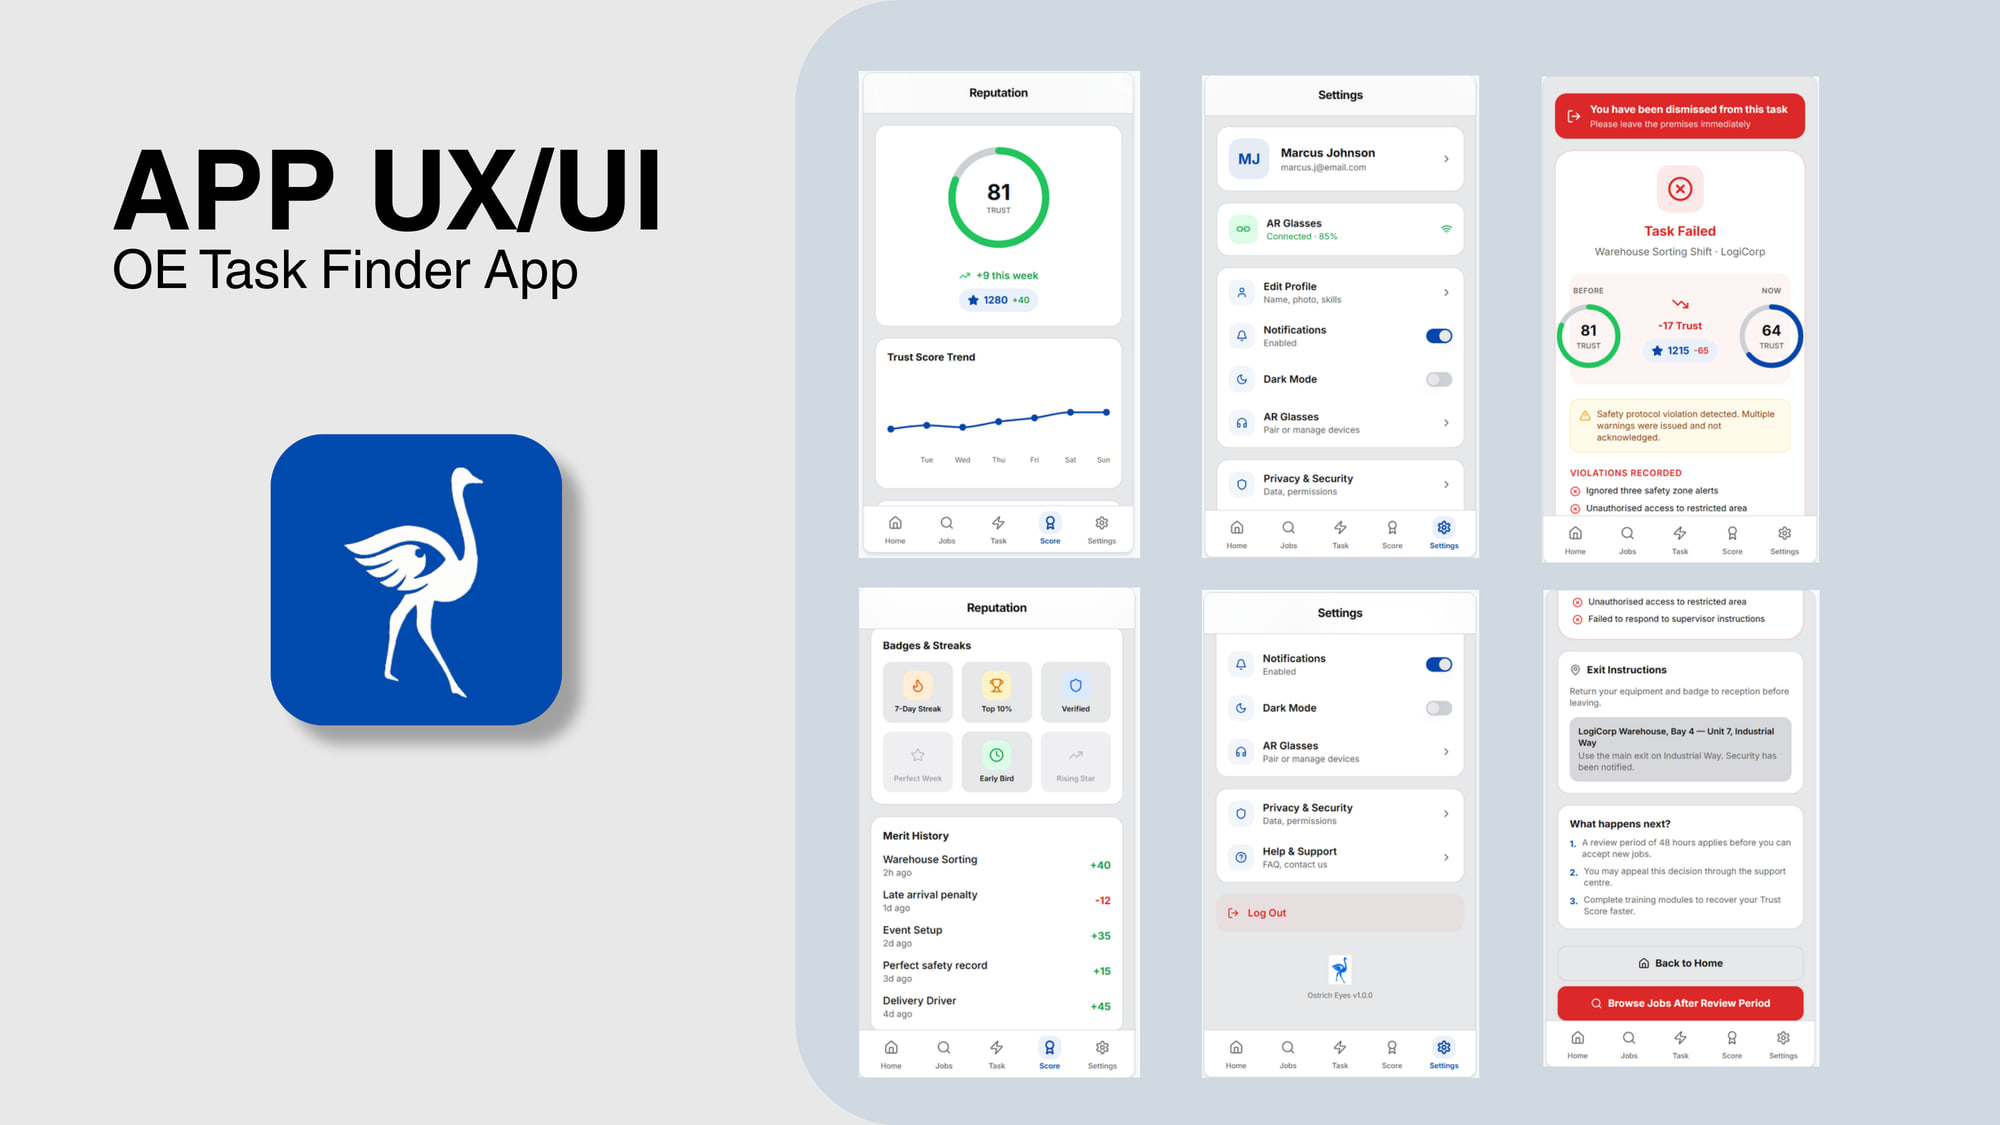 APP UX/UI
OE Task Finder App
Reputation
81
TRUST
+9 this week
1280 +40
Trust Score Trend
Tue Wed Thu Fri Sat Sun
Home Jobs Task Score Settings
Settings
MJ
Marcus Johnson
marcus.j@email.com
AR Glasses
Connected · 85%
Edit Profile
Name, photo, skills
Notifications
Enabled
Dark Mode
AR Glasses
Pair or manage devices
Privacy & Security
Data, permissions
Home Jobs Task Score Settings
You have been dismissed from this task
Please leave the premises immediately
Task Failed
Warehouse Sorting Shift · LogiCorp
BEFORE
NOW
81
TRUST
-17 Trust
1215 -65
64
TRUST
Safety protocol violation detected. Multiple
warnings were issued and not
acknowledged.
VIOLATIONS RECORDED
Ignored three safety zone alerts
Unauthorised access to restricted area
Home Jobs Task Score Settings
Reputation
Badges & Streaks
7-Day Streak
Top 10%
Verified
Perfect Week
Early Bird
Rising Star
Merit History
Warehouse Sorting
+40
2h ago
Late arrival penalty
-12
1d ago
Event Setup
+35
2d ago
Perfect safety record
+15
3d ago
Delivery Driver
+45
4d ago
Home Jobs Task Score Settings
Settings
Notifications
Enabled
Dark Mode
AR Glasses
Pair or manage devices
Privacy & Security
Data, permissions
Help & Support
FAQ, contact us
Log Out
Ostrich Eyes v1.0.0
Home Jobs Task Score Settings
Unauthorised access to restricted area
Failed to respond to supervisor instructions
Exit Instructions
Return your equipment and badge to reception before
leaving.
LogiCorp Warehouse, Bay 4 — Unit 7, Industrial
Way
Use the main exit on Industrial Way. Security has
been notified.
What happens next?
1. A review period of 48 hours applies before you can
accept new jobs.
2. You may appeal this decision through the support
centre.
3. Complete training modules to recover your Trust
Score faster.
Back to Home
Browse Jobs After Review Period
Home Jobs Task Score Settings